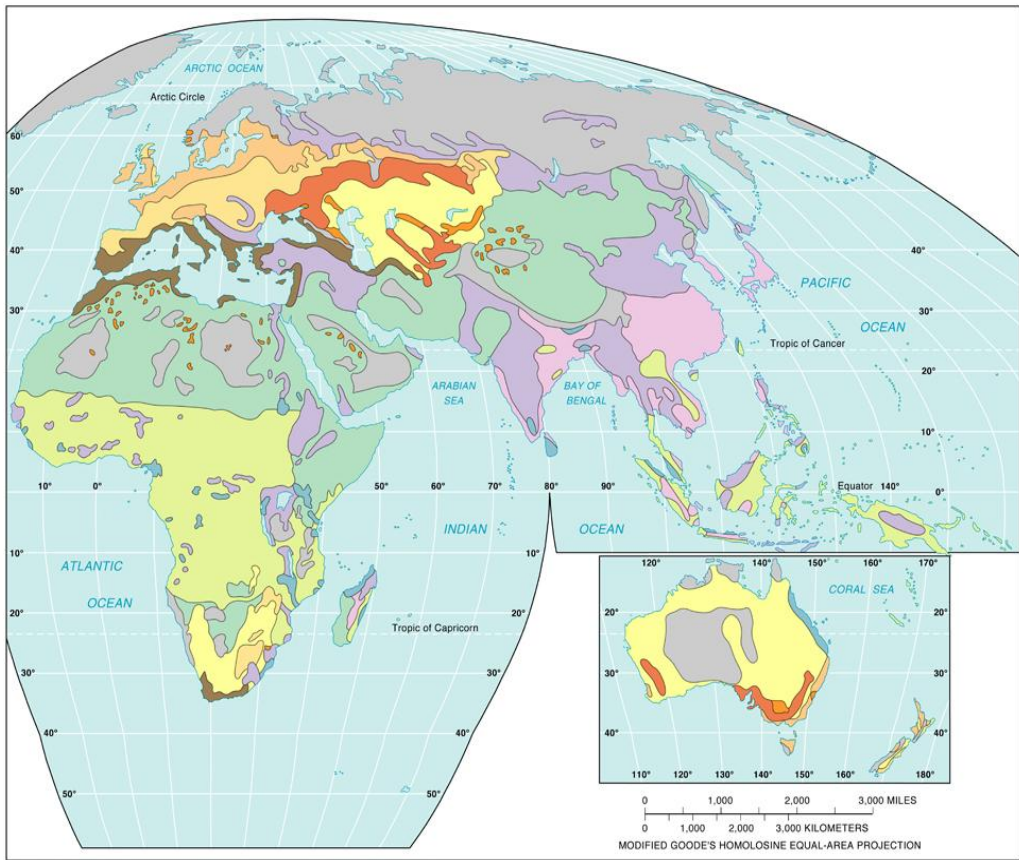 ARCTIC OCEAN
Arctic Circle
60°
50°
40°
40°
PACIFIC
30°
30°
OCEAN
Tropic of Cancer
20°
ARABIAN
SEA
BAY OF
BENGAL
20°
10°
10°
Equator
10°
0°
50°
60°
70°
80°
90°
140°
0°
INDIAN
OCEAN
10°
10°
10°
ATLANTIC
OCEAN
20°
20°
Tropic of Capricorn
30°
30°
40°
40°
50°
50°
120°
150°
160°
170°
CORAL SEA
20°
20°
30°
30°
40°
40°
110°
120°
130°
140°
150°
180°
0
1,000
2,000
3,000 MILES
0
1,000
2,000
3,000 KILOMETERS
MODIFIED GOODE'S HOMOLOSINE EQUAL-AREA PROJECTION